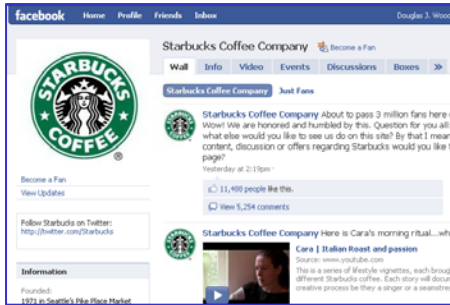 facebook Home Profile Friends Inbox Douglas J. Wood
Starbucks Coffee Company Become a Fan
Wall Info Video Events Discussions Boxes »
Starbucks Coffee Company Just Fans
STARBUCKS
COFFEE
®
Become a Fan
View Updates
Follow Starbucks on Twitter:
http://twitter.com/Starbucks
Information
Founded:
1971 in Seattle's Pike Place Market
Starbucks Coffee Company About to pass 3 million fans here
Wow! We are honored and humbled by this. Question for you all:
what else would you like to see us do on this site? By that I mean
content, discussion or offers regarding Starbucks would you like
page?
Yesterday at 2:19pm ·
11,408 people like this.
View 5,254 comments
Starbucks Coffee Company Here is Cara's morning ritual...
Cara | Italian Roast and passion
Source: www.youtube.com
This is a series of lifestyle vignettes, each
different Starbucks coffee. Each story will
creative process be they a singer or a